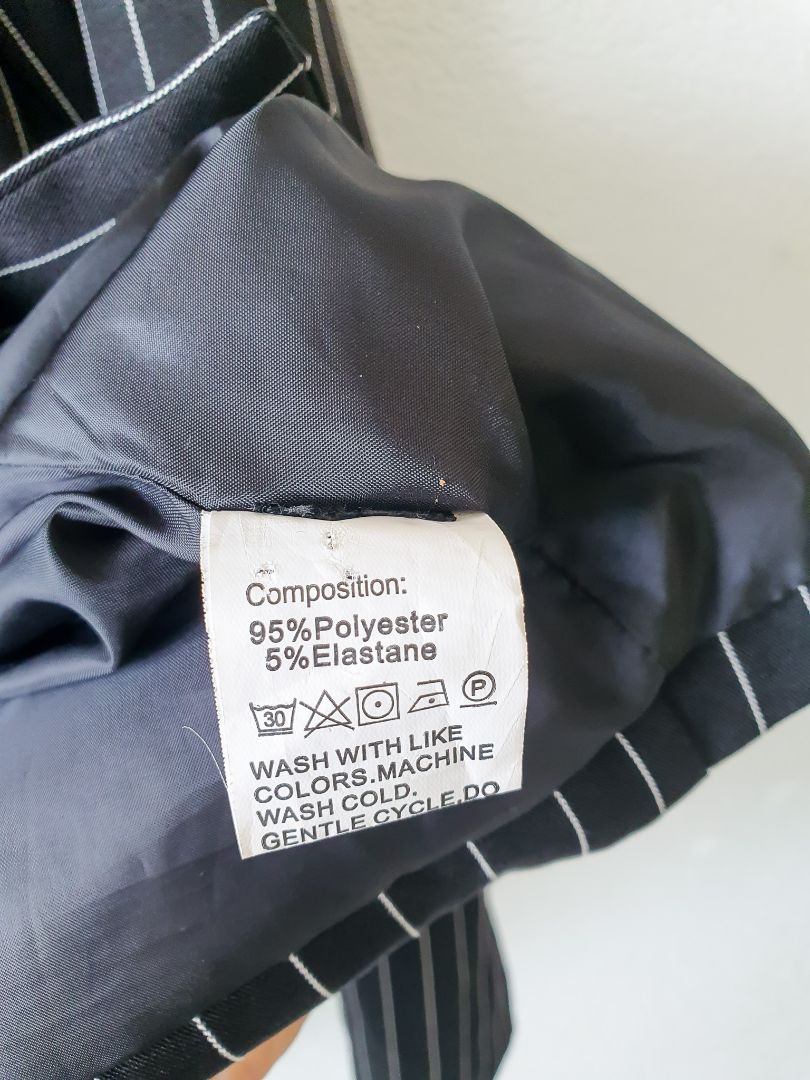 Composition:
95%Polyester
5%Elastane
30 P
WASH WITH LIKE
COLORS.MACHINE
WASH COLD.
GENTLE CYCLE.DO